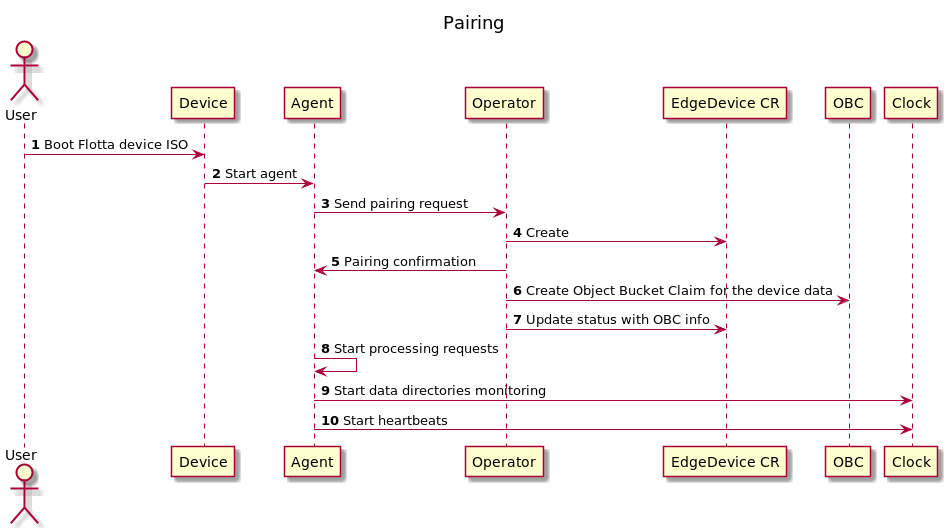 Pairing
User
Device
Agent
Operator
EdgeDevice CR
OBC
Clock
1 Boot Flotta device ISO
2 Start agent
3 Send pairing request
4 Create
5 Pairing confirmation
6 Create Object Bucket Claim for the device data
7 Update status with OBC info
8 Start processing requests
9 Start data directories monitoring
10 Start heartbeats
User
Device
Agent
Operator
EdgeDevice CR
OBC
Clock